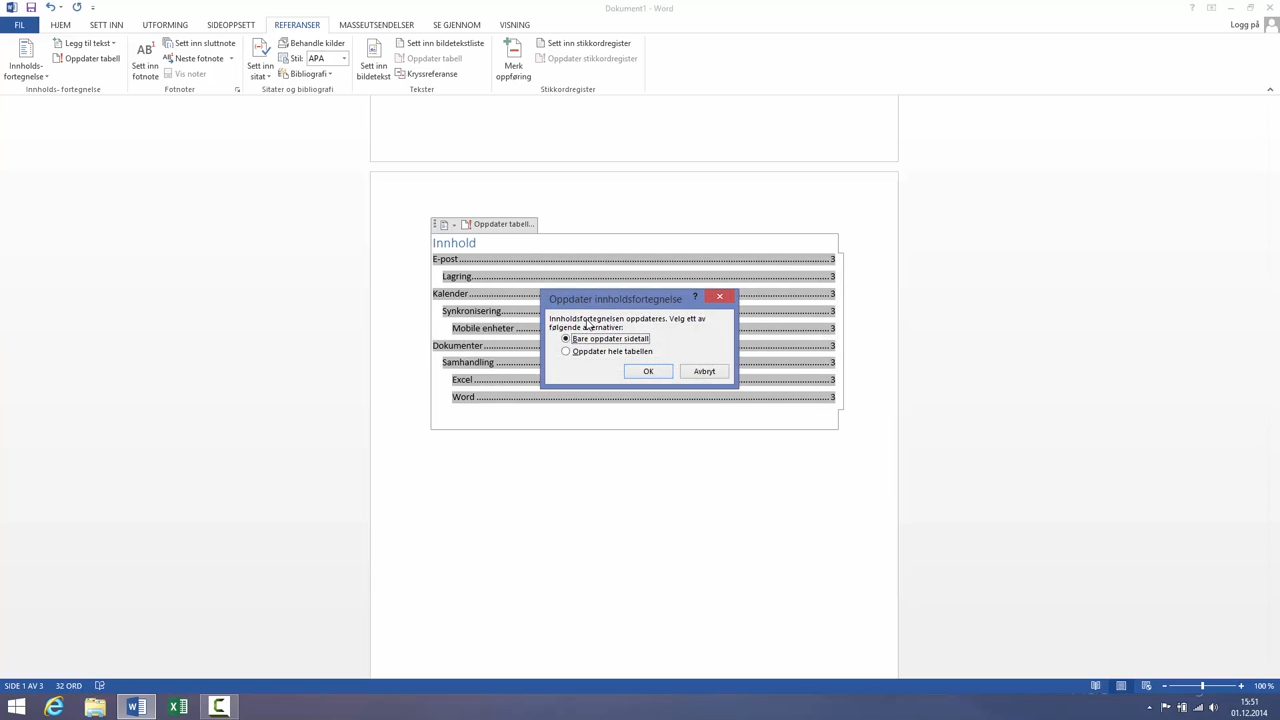 Dokument1 - Word
Logg på
FIL HJEM SETT INN UTFORMING SIDEOPPSETT REFERANSER MASSEUTSENDELSER SE GJENNOM VISNING
Innholds-
fortegnelse
Legg til tekst
Oppdater tabell
Innholds- fortegnelse
AB1
Sett inn
fotnote
Sett inn sluttnote
Neste fotnote
Vis noter
Fotnoter
Sett inn
sitat
Behandle kilder
Stil: APA
Bibliografi
Sitater og bibliografi
Sett inn
bildetekst
Sett inn bildetekstliste
Oppdater tabell
Kryssreferanse
Tekster
Merk
oppføring
Sett inn stikkordregister
Oppdater stikkordregister
Stikkordregister
Oppdater tabell...
Innhold
E-post 3
Lagring 3
Kalender 3
Synkronisering 3
Mobile enheter 3
Dokumenter 3
Samhandling 3
Excel 3
Word 3
Oppdater innholdsfortegnelse
Innholdsfortegnelsen oppdateres. Velg ett av
følgende alternativer:
Bare oppdater sidetall
Oppdater hele tabellen
OK Avbryt
SIDE 1 AV 3 32 ORD 100 %
15:51
01.12.2014